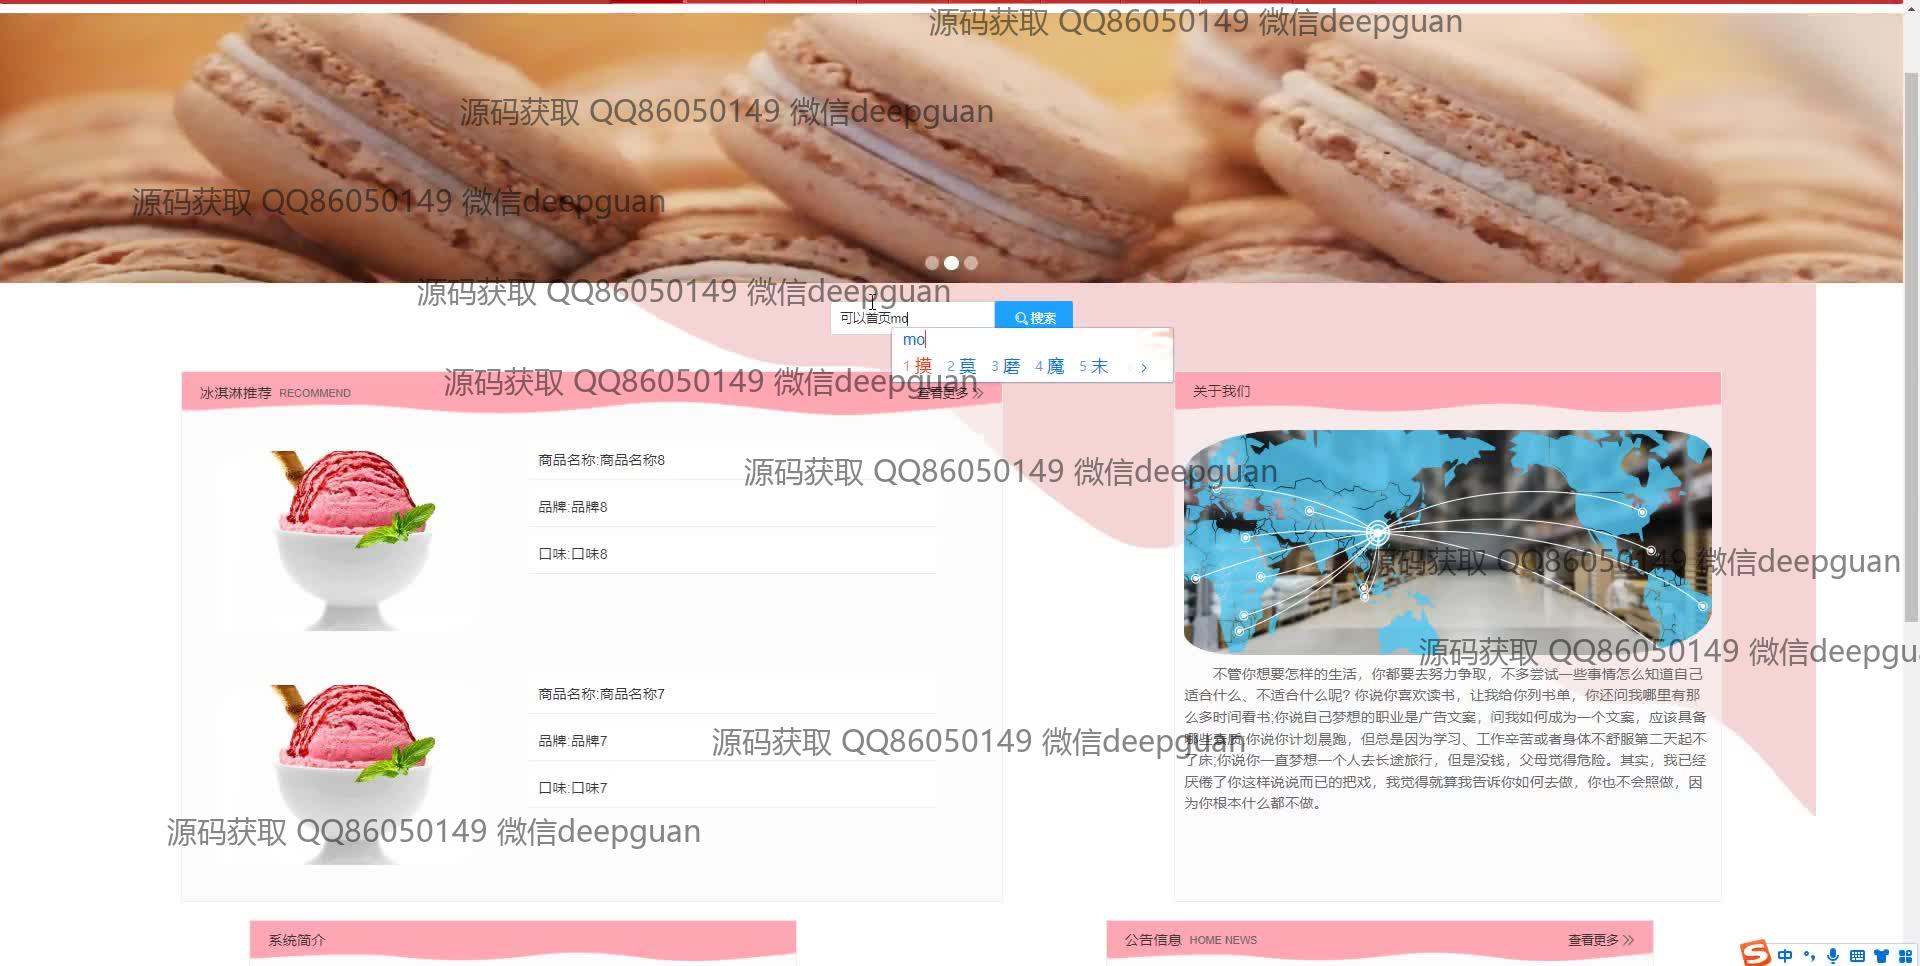 源码获取 QQ86050149 微信deepguan
源码获取 QQ86050149 微信deepguan
源码获取 QQ86050149 微信deepguan
源码获取 QQ86050149 微信deepguan
可以首页mo
搜索
mo
1 摸 2 莫 3 磨 4 魔 5 末
冰淇淋推荐 RECOMMEND
源码获取 QQ86050149 微信deepguan
查看更多
关于我们
商品名称:商品名称8
源码获取 QQ86050149 微信deepguan
品牌:品牌8
口味:口味8
源码获取 QQ86050149 微信deepguan
源码获取 QQ86050149 微信deepgu
不管你想要怎样的生活，你都要去努力争取，不多尝试一些事情怎么知道自己
适合什么、不适合什么呢? 你说你喜欢读书，让我给你列书单，你还问我哪里有那
么多时间看书;你说自己梦想的职业是广告文案，问我如何成为一个文案，应该具备
哪些素质;你说你计划晨跑，但总是因为学习、工作辛苦或者身体不舒服第二天起不
了床;你说你一直梦想一个人去长途旅行，但是没钱，父母觉得危险。其实，我已经
厌倦了你这样说说而已的把戏，我觉得就算我告诉你如何去做，你也不会照做，因
为你根本什么都不做。
商品名称:商品名称7
品牌:品牌7
源码获取 QQ86050149 微信deepguan
口味:口味7
源码获取 QQ86050149 微信deepguan
系统简介
公告信息 HOME NEWS
查看更多
中